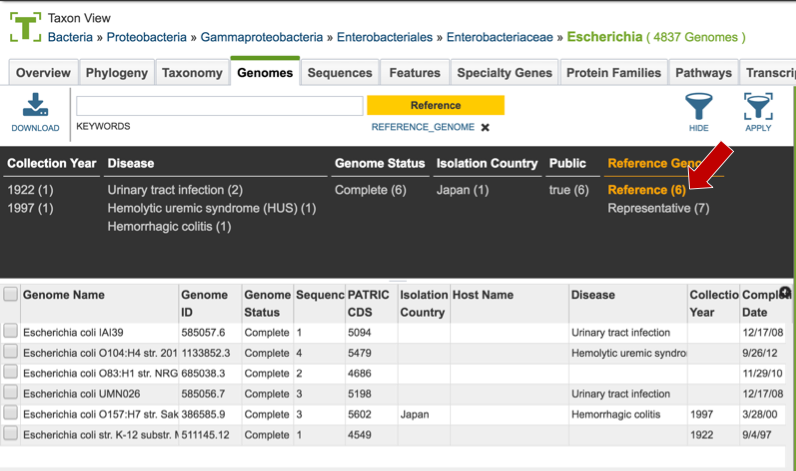 Taxon View
Bacteria » Proteobacteria » Gammaproteobacteria » Enterobacteriales » Enterobacteriaceae » Escherichia ( 4837 Genomes )
Overview Phylogeny Taxonomy Genomes Sequences Features Specialty Genes Protein Families Pathways Transcri
Reference
DOWNLOAD KEYWORDS REFERENCE_GENOME ✖ HIDE APPLY
Collection Year Disease Genome Status Isolation Country Public Reference Geno
1922 (1) Urinary tract infection (2) Complete (6) Japan (1) true (6) Reference (6)
1997 (1) Hemolytic uremic syndrome (HUS) (1) Representative (7)
Hemorrhagic colitis (1)
Genome Name Genome Genome Sequenc PATRIC Isolation Host Name Disease Collectio Comple
ID Status CDS Country Year Date
Escherichia coli IAI39 585057.6 Complete 1 5094 Urinary tract infection 12/17/08
Escherichia coli O104:H4 str. 201 1133852.3 Complete 4 5479 Hemolytic uremic syndro 9/26/12
Escherichia coli O83:H1 str. NRG 685038.3 Complete 2 4686 11/29/10
Escherichia coli UMN026 585056.7 Complete 3 5198 Urinary tract infection 12/17/08
Escherichia coli O157:H7 str. Sak 386585.9 Complete 3 5602 Japan Hemorrhagic colitis 1997 3/28/00
Escherichia coli str. K-12 substr. M 511145.12 Complete 1 4549 1922 9/4/97